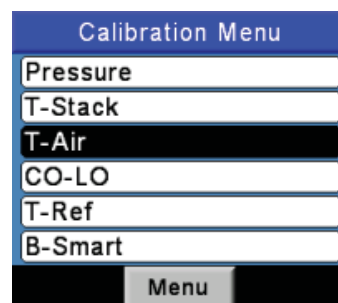 Calibration Menu
Pressure
T-Stack
T-Air
CO-LO
T-Ref
B-Smart
Menu